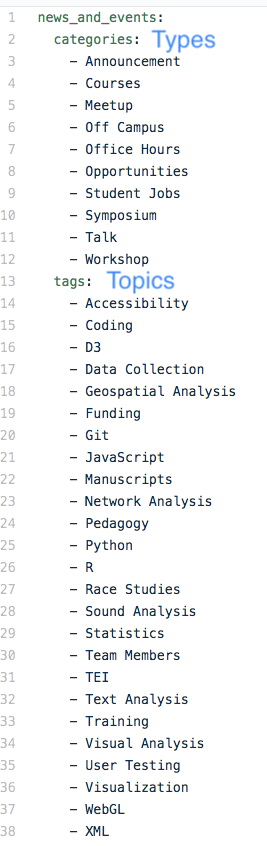 1 news_and_events:
2 categories: Types
3 - Announcement
4 - Courses
5 - Meetup
6 - Off Campus
7 - Office Hours
8 - Opportunities
9 - Student Jobs
10 - Symposium
11 - Talk
12 - Workshop
13 tags: Topics
14 - Accessibility
15 - Coding
16 - D3
17 - Data Collection
18 - Geospatial Analysis
19 - Funding
20 - Git
21 - JavaScript
22 - Manuscripts
23 - Network Analysis
24 - Pedagogy
25 - Python
26 - R
27 - Race Studies
28 - Sound Analysis
29 - Statistics
30 - Team Members
31 - TEI
32 - Text Analysis
33 - Training
34 - Visual Analysis
35 - User Testing
36 - Visualization
37 - WebGL
38 - XML